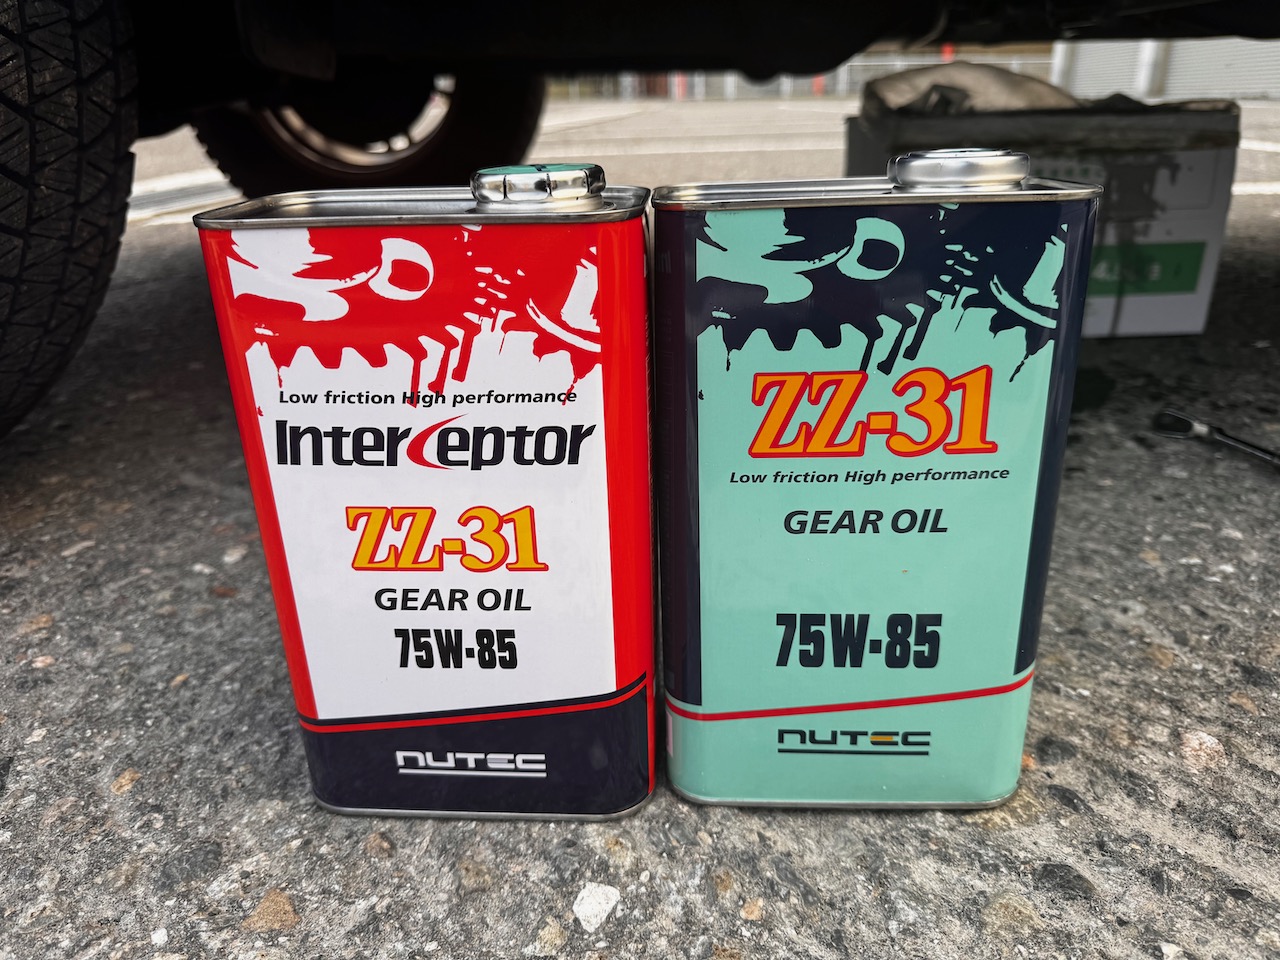 Low friction High performance
Interceptor
ZZ-31
GEAR OIL
75W-85
NUTEC
ZZ-31
Low friction High performance
GEAR OIL
75W-85
NUTEC